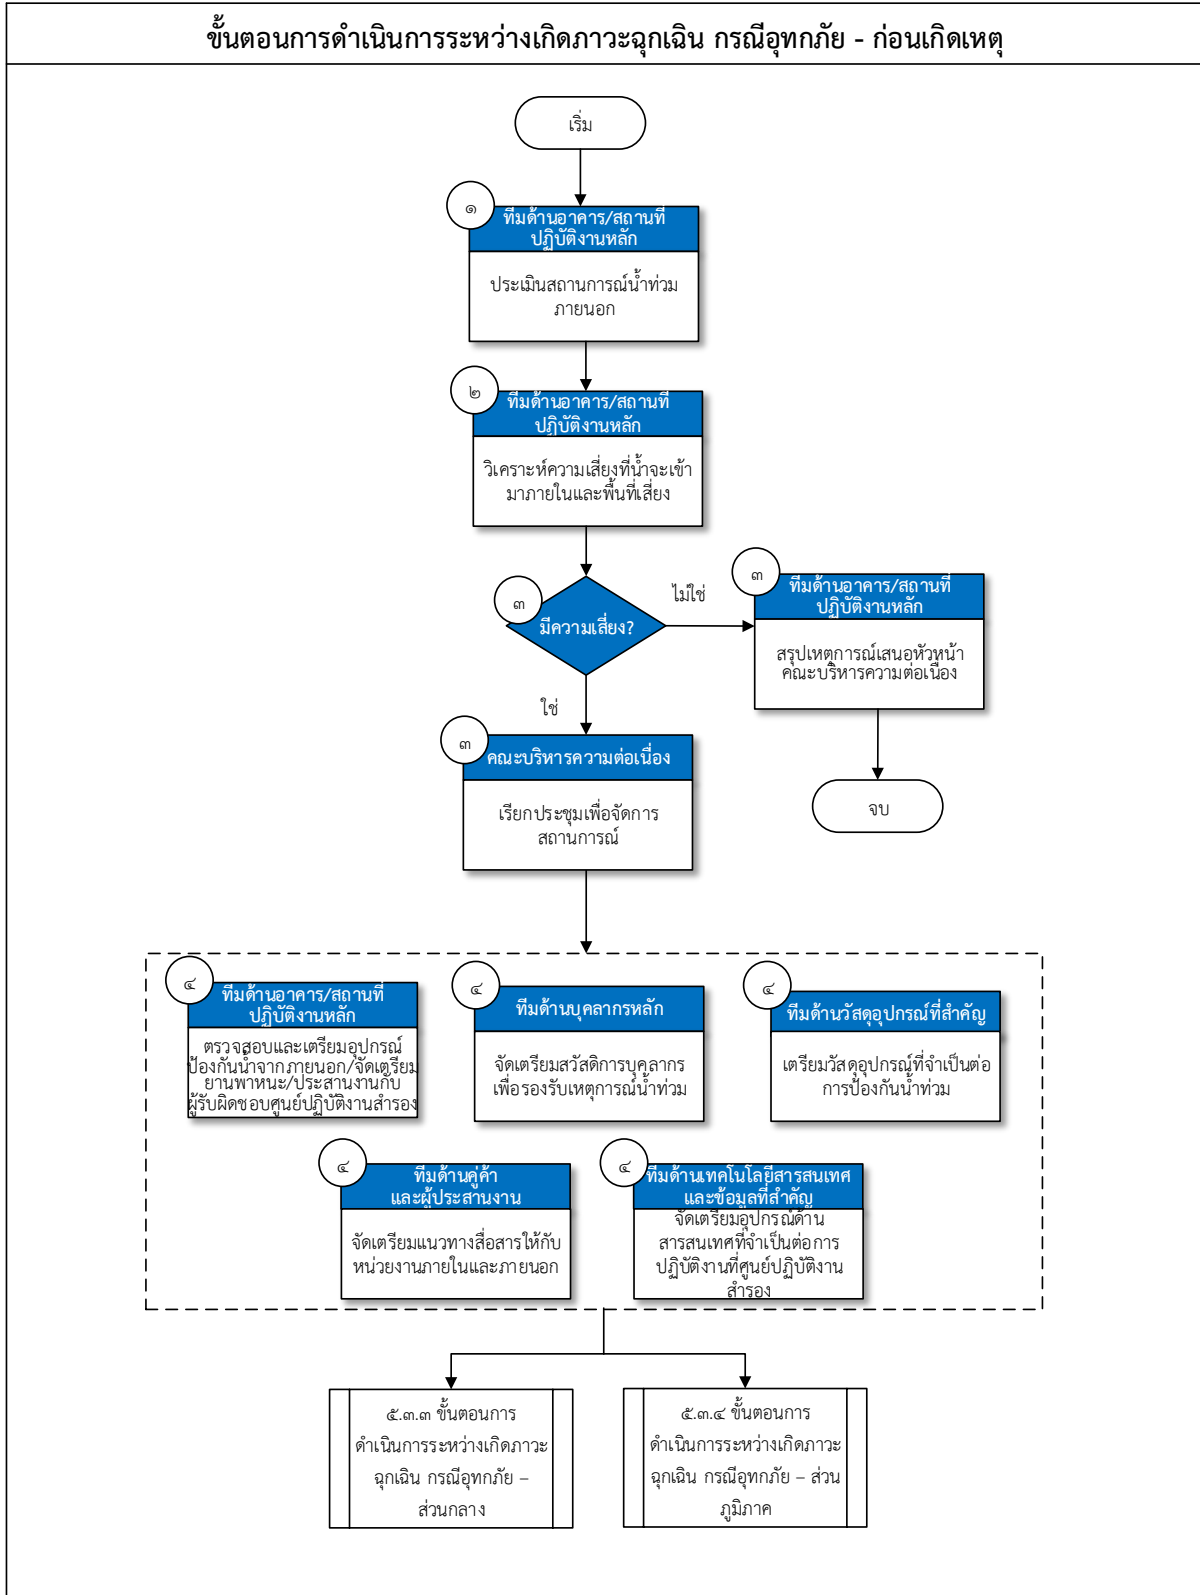 ขั้นตอนการดำเนินการระหว่างเกิดภาวะฉุกเฉิน กรณีอุทกภัย - ก่อนเกิดเหตุ
เริ่ม
๑
ทีมด้านอาคาร/สถานที่
ปฏิบัติงานหลัก
ประเมินสถานการณ์น้ำท่วม
ภายนอก
๒
ทีมด้านอาคาร/สถานที่
ปฏิบัติงานหลัก
วิเคราะห์ความเสี่ยงที่น้ำจะเข้า
มาภายในและพื้นที่เสี่ยง
๓
มีความเสี่ยง?
ไม่ใช่
๓
ทีมด้านอาคาร/สถานที่
ปฏิบัติงานหลัก
สรุปเหตุการณ์เสนอหัวหน้า
คณะบริหารความต่อเนื่อง
จบ
ใช่
๓
คณะบริหารความต่อเนื่อง
เรียกประชุมเพื่อจัดการ
สถานการณ์
๔
ทีมด้านอาคาร/สถานที่
ปฏิบัติงานหลัก
ตรวจสอบและเตรียมอุปกรณ์
ป้องกันน้ำจากภายนอก/จัดเตรียม
ยานพาหนะ/ประสานงานกับ
ผู้รับผิดชอบศูนย์ปฏิบัติงานสำรอง
๔
ทีมด้านบุคลากรหลัก
จัดเตรียมสวัสดิการบุคลากร
เพื่อรองรับเหตุการณ์น้ำท่วม
๔
ทีมด้านวัสดุอุปกรณ์ที่สำคัญ
เตรียมวัสดุอุปกรณ์ที่จำเป็นต่อ
การป้องกันน้ำท่วม
๔
ทีมด้านคู่ค้า
และผู้ประสานงาน
จัดเตรียมแนวทางสื่อสารให้กับ
หน่วยงานภายในและภายนอก
๔
ทีมด้านเทคโนโลยีสารสนเทศ
และข้อมูลที่สำคัญ
จัดเตรียมอุปกรณ์ด้าน
สารสนเทศที่จำเป็นต่อการ
ปฏิบัติงานที่ศูนย์ปฏิบัติงาน
สำรอง
๕.๓.๓ ขั้นตอนการ
ดำเนินการระหว่างเกิดภาวะ
ฉุกเฉิน กรณีอุทกภัย –
ส่วนกลาง
๕.๓.๔ ขั้นตอนการ
ดำเนินการระหว่างเกิดภาวะ
ฉุกเฉิน กรณีอุทกภัย – ส่วน
ภูมิภาค